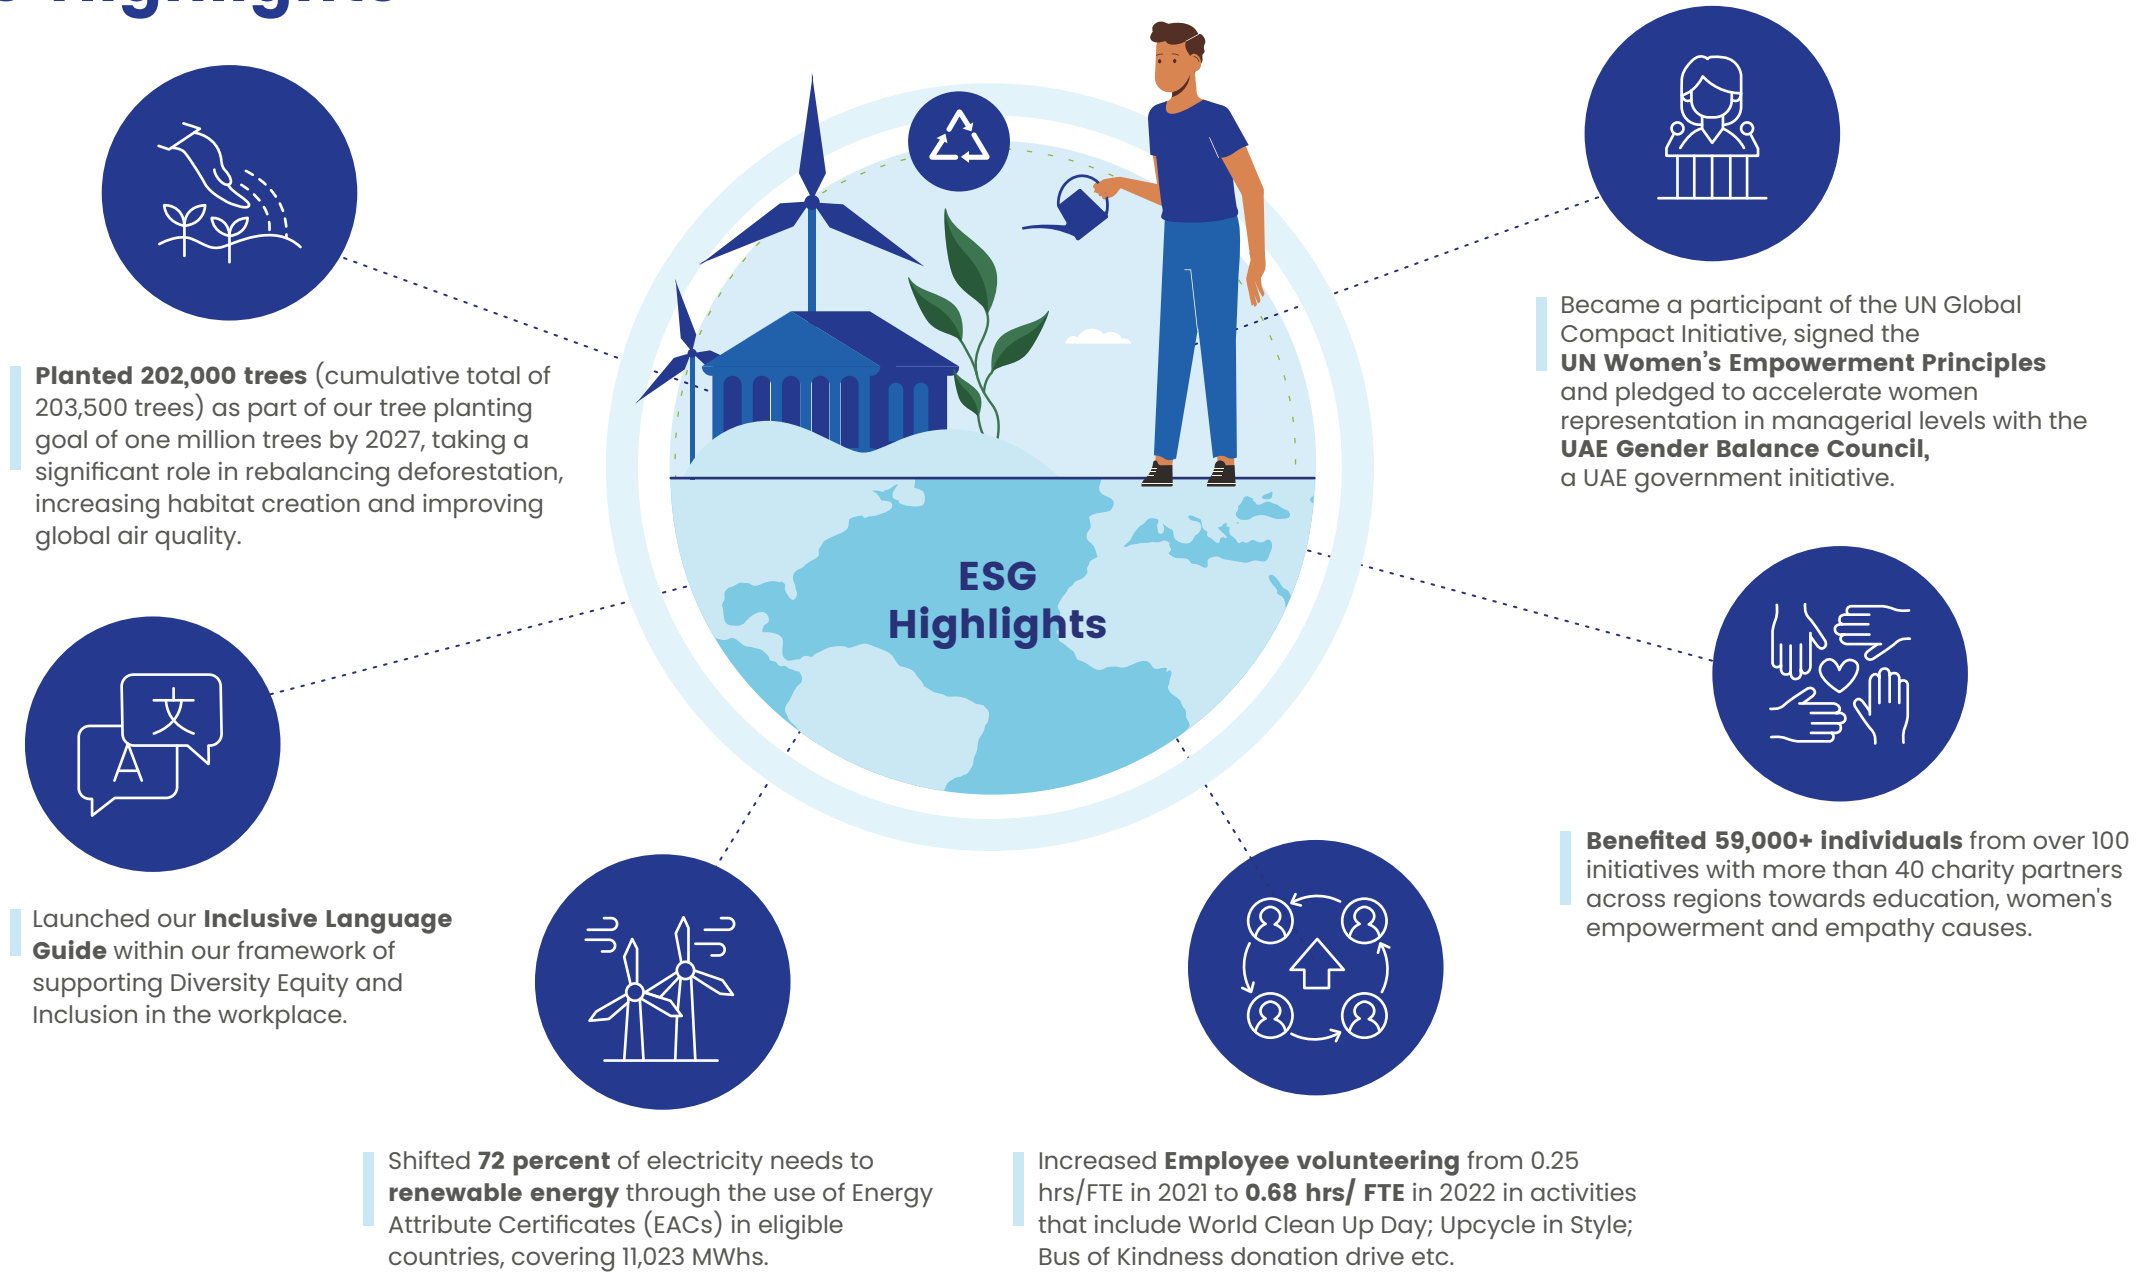 Highlights
Planted 202,000 trees (cumulative total of
203,500 trees) as part of our tree planting
goal of one million trees by 2027, taking a
significant role in rebalancing deforestation,
increasing habitat creation and improving
global air quality.
Became a participant of the UN Global
Compact Initiative, signed the
UN Women’s Empowerment Principles
and pledged to accelerate women
representation in managerial levels with the
UAE Gender Balance Council,
a UAE government initiative.
ESG
Highlights
文
A
Launched our Inclusive Language
Guide within our framework of
supporting Diversity Equity and
Inclusion in the workplace.
Benefited 59,000+ individuals from over 100
initiatives with more than 40 charity partners
across regions towards education, women's
empowerment and empathy causes.
Shifted 72 percent of electricity needs to
renewable energy through the use of Energy
Attribute Certificates (EACs) in eligible
countries, covering 11,023 MWhs.
Increased Employee volunteering from 0.25
hrs/FTE in 2021 to 0.68 hrs/ FTE in 2022 in activities
that include World Clean Up Day; Upcycle in Style;
Bus of Kindness donation drive etc.